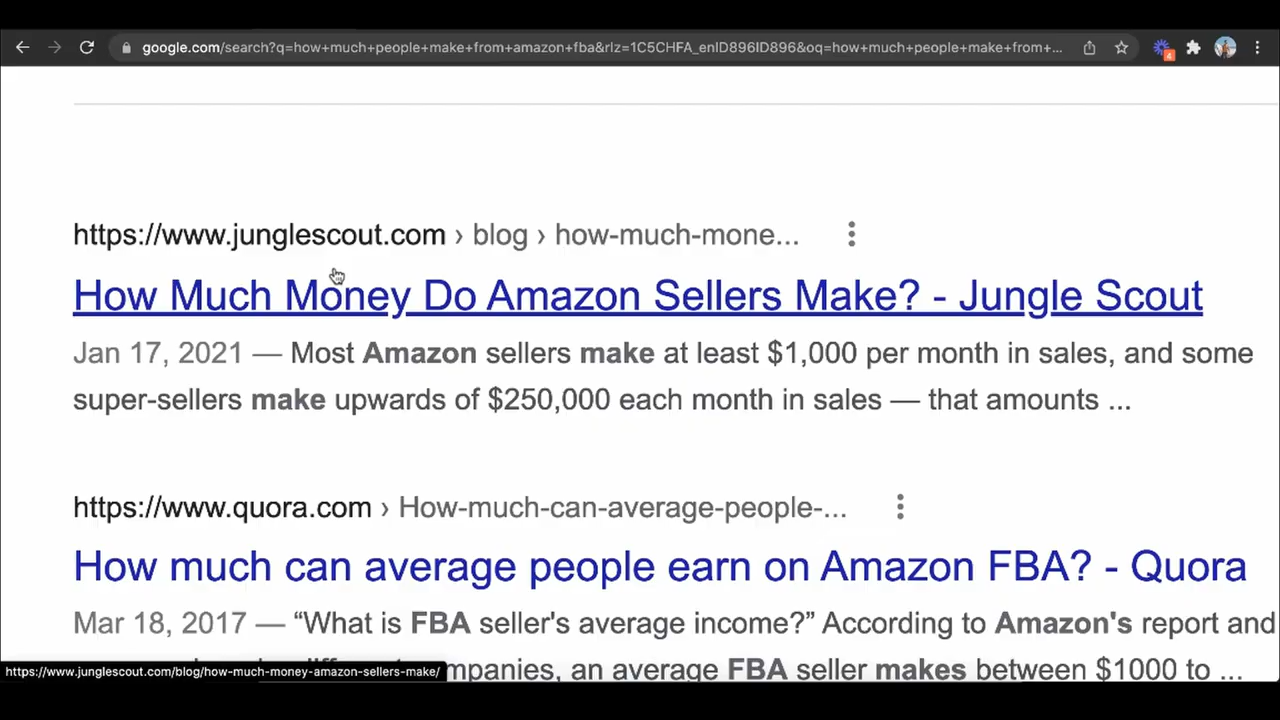 google.com/search?q=how+much+people+make+from+amazon+fba&rlz=1C5CHFA_enID896ID896&oq=how+much+people+make+from+...
4
https://www.junglescout.com › blog › how-much-mone...
How Much Money Do Amazon Sellers Make? - Jungle Scout
Jan 17, 2021 — Most Amazon sellers make at least $1,000 per month in sales, and some
super-sellers make upwards of $250,000 each month in sales — that amounts ...
https://www.quora.com › How-much-can-average-people-...
How much can average people earn on Amazon FBA? - Quora
Mar 18, 2017 — “What is FBA seller's average income?” According to Amazon's report and
an average FBA seller makes between $1000 to ...
https://www.junglescout.com/blog/how-much-money-amazon-sellers-make/